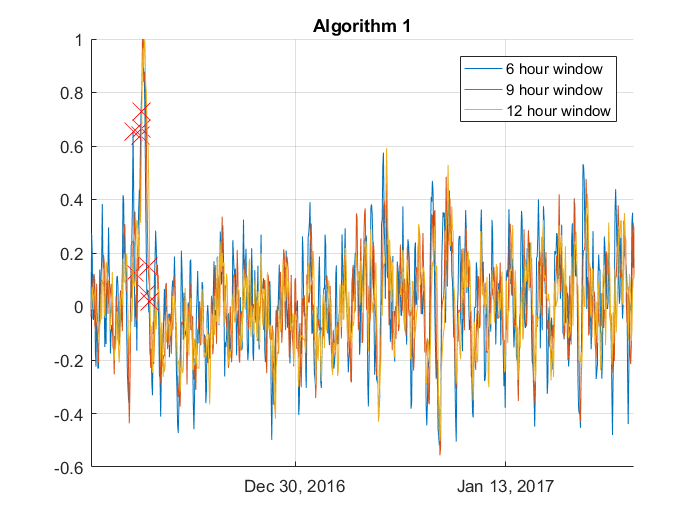 Algorithm 1
1
0.8
0.6
0.4
0.2
0
-0.2
-0.4
-0.6
6 hour window
9 hour window
12 hour window
Dec 30, 2016
Jan 13, 2017